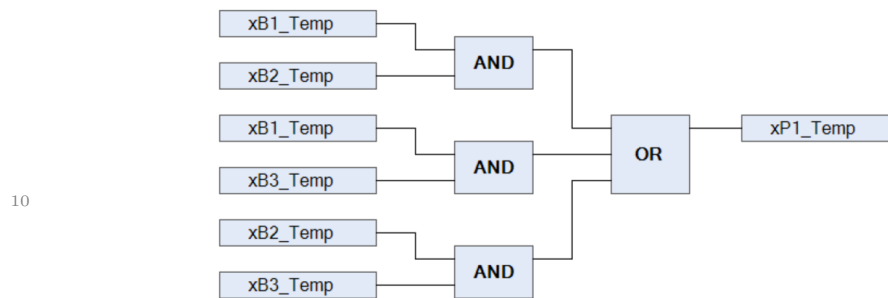 xB1_Temp
AND
xB2_Temp
xB1_Temp
xP1_Temp
OR
AND
xB3_Temp
10
xB2_Temp
AND
xB3_Temp